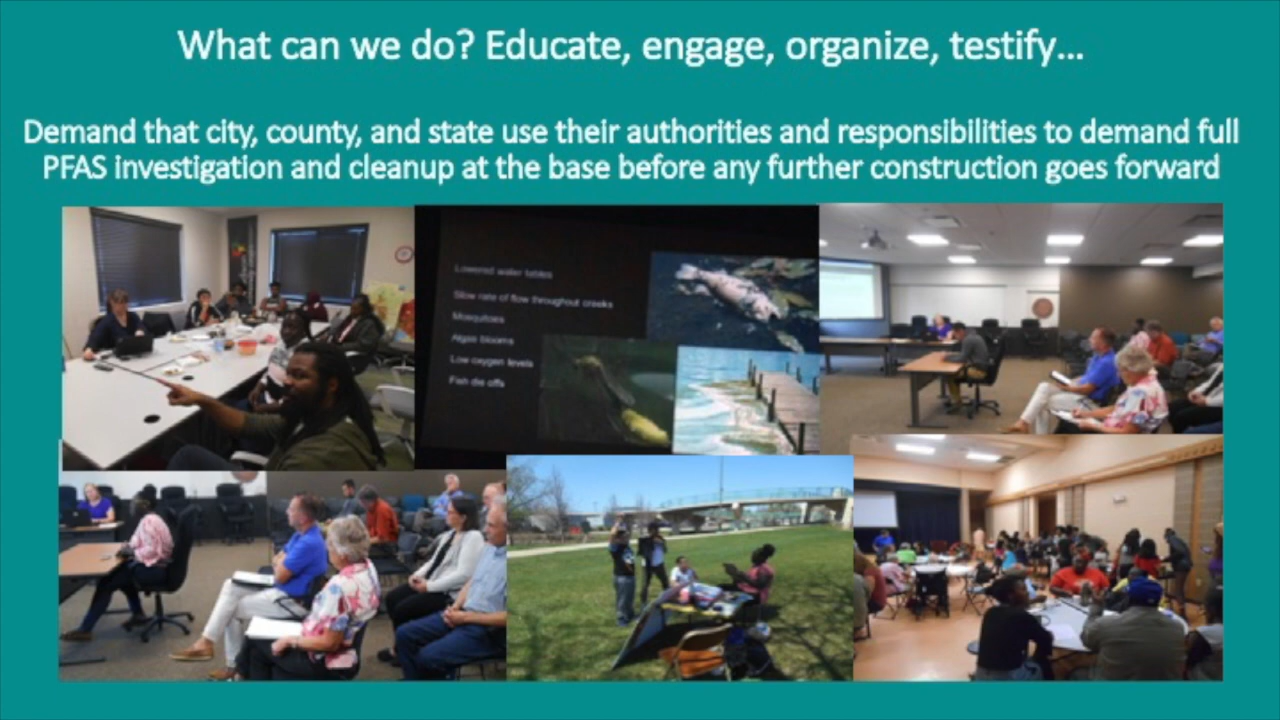 What can we do? Educate, engage, organize, testify...
Demand that city, county, and state use their authorities and responsibilities to demand full
PFAS investigation and cleanup at the base before any further construction goes forward
Lowered water tables
Slow rate of flow throughout creeks
Mosquitoes
Algae blooms
Low oxygen levels
Fish die offs